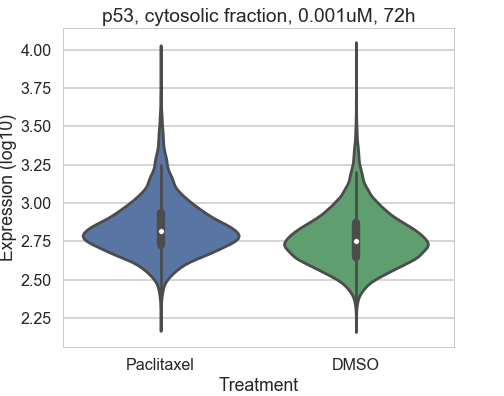 p53, cytosolic fraction, 0.001uM, 72h
Expression (log10)
4.00
3.75
3.50
3.25
3.00
2.75
2.50
2.25
Paclitaxel
DMSO
Treatment